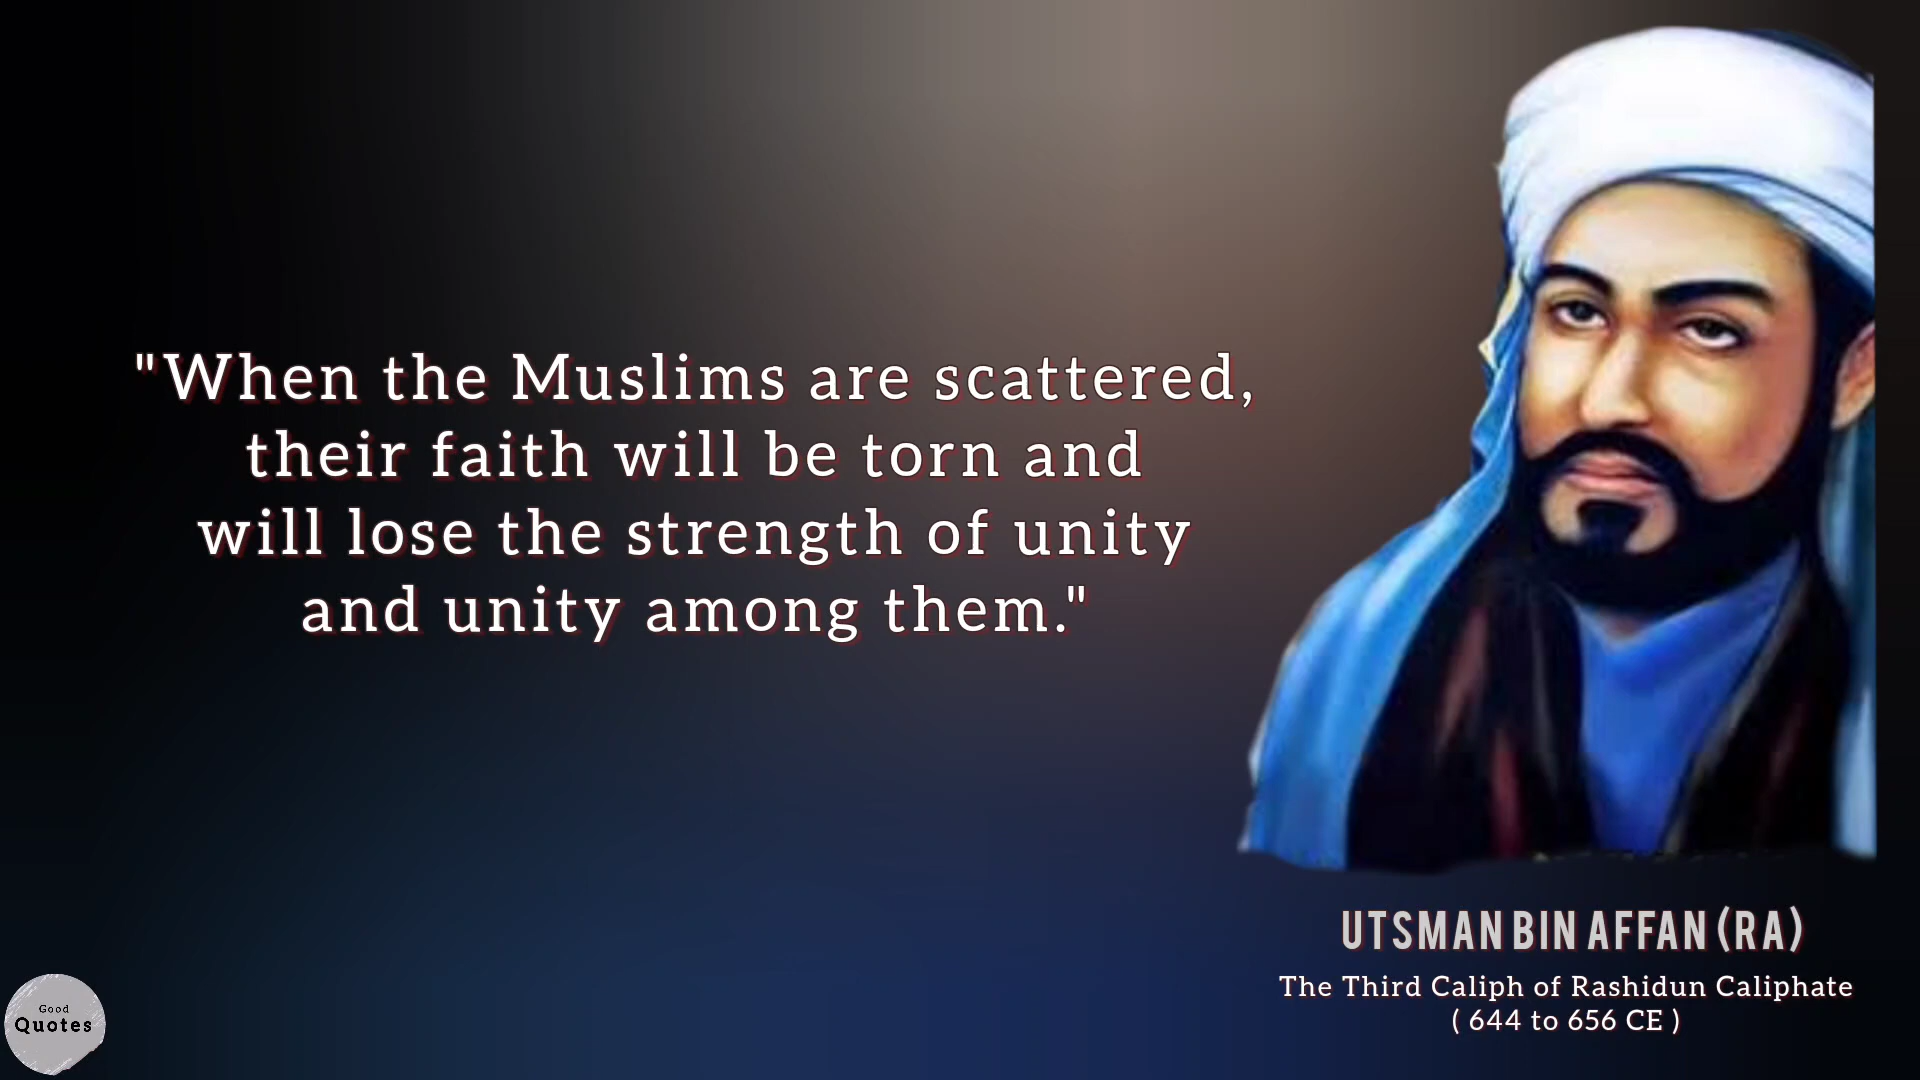 "When the Muslims are scattered,
their faith will be torn and
will lose the strength of unity
and unity among them."
UTSMAN BIN AFFAN (RA)
The Third Caliph of Rashidun Caliphate
( 644 to 656 CE )
Good
Quotes